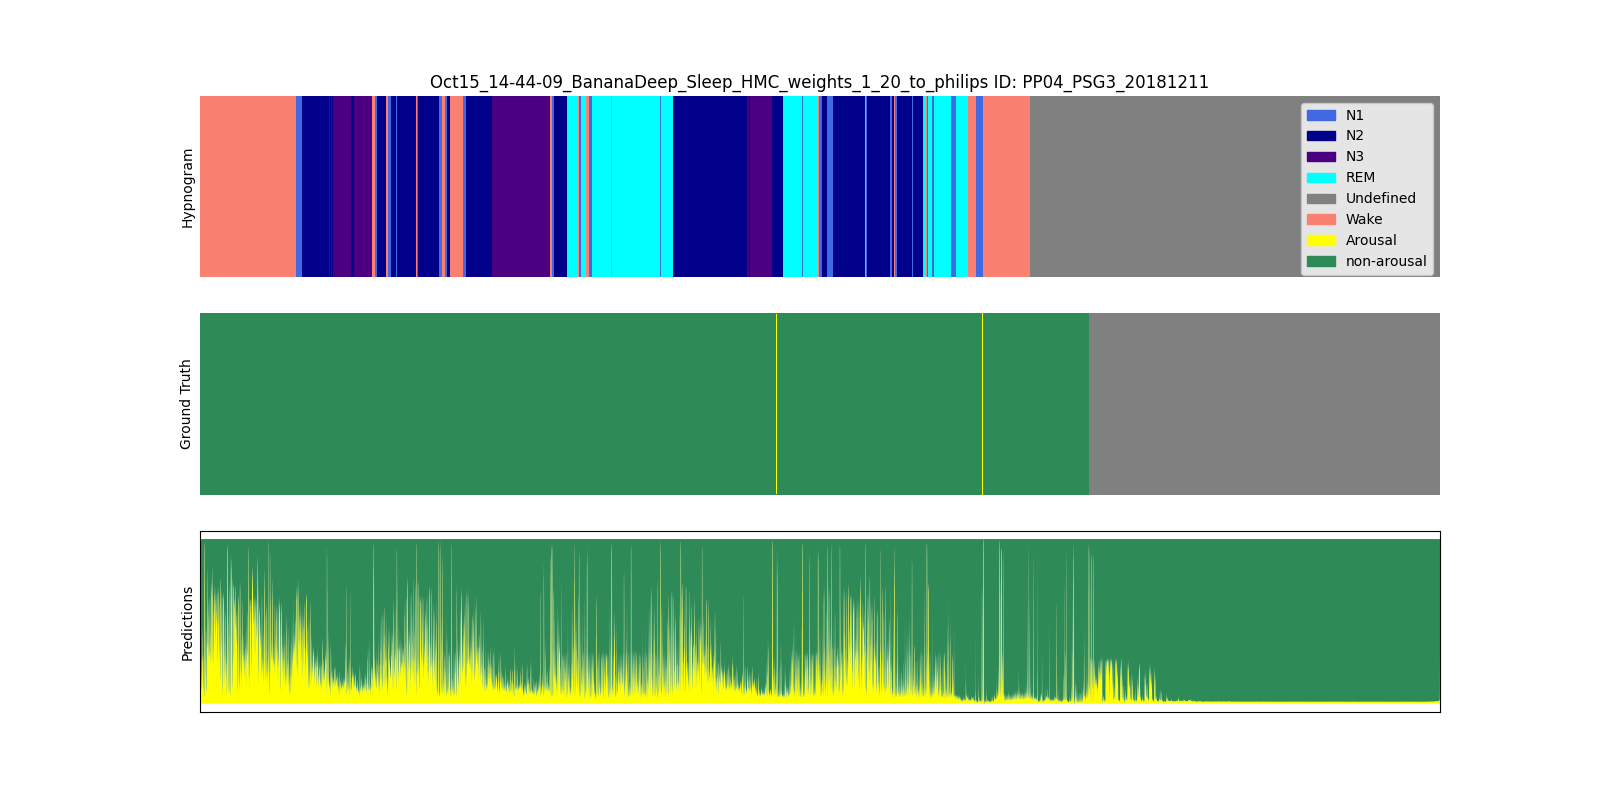 Oct15_14-44-09_BananaDeep_Sleep_HMC_weights_1_20_to_philips ID: PP04_PSG3_20181211
Hypnogram
N1
N2
N3
REM
Undefined
Wake
Arousal
non-arousal
Ground Truth
Predictions